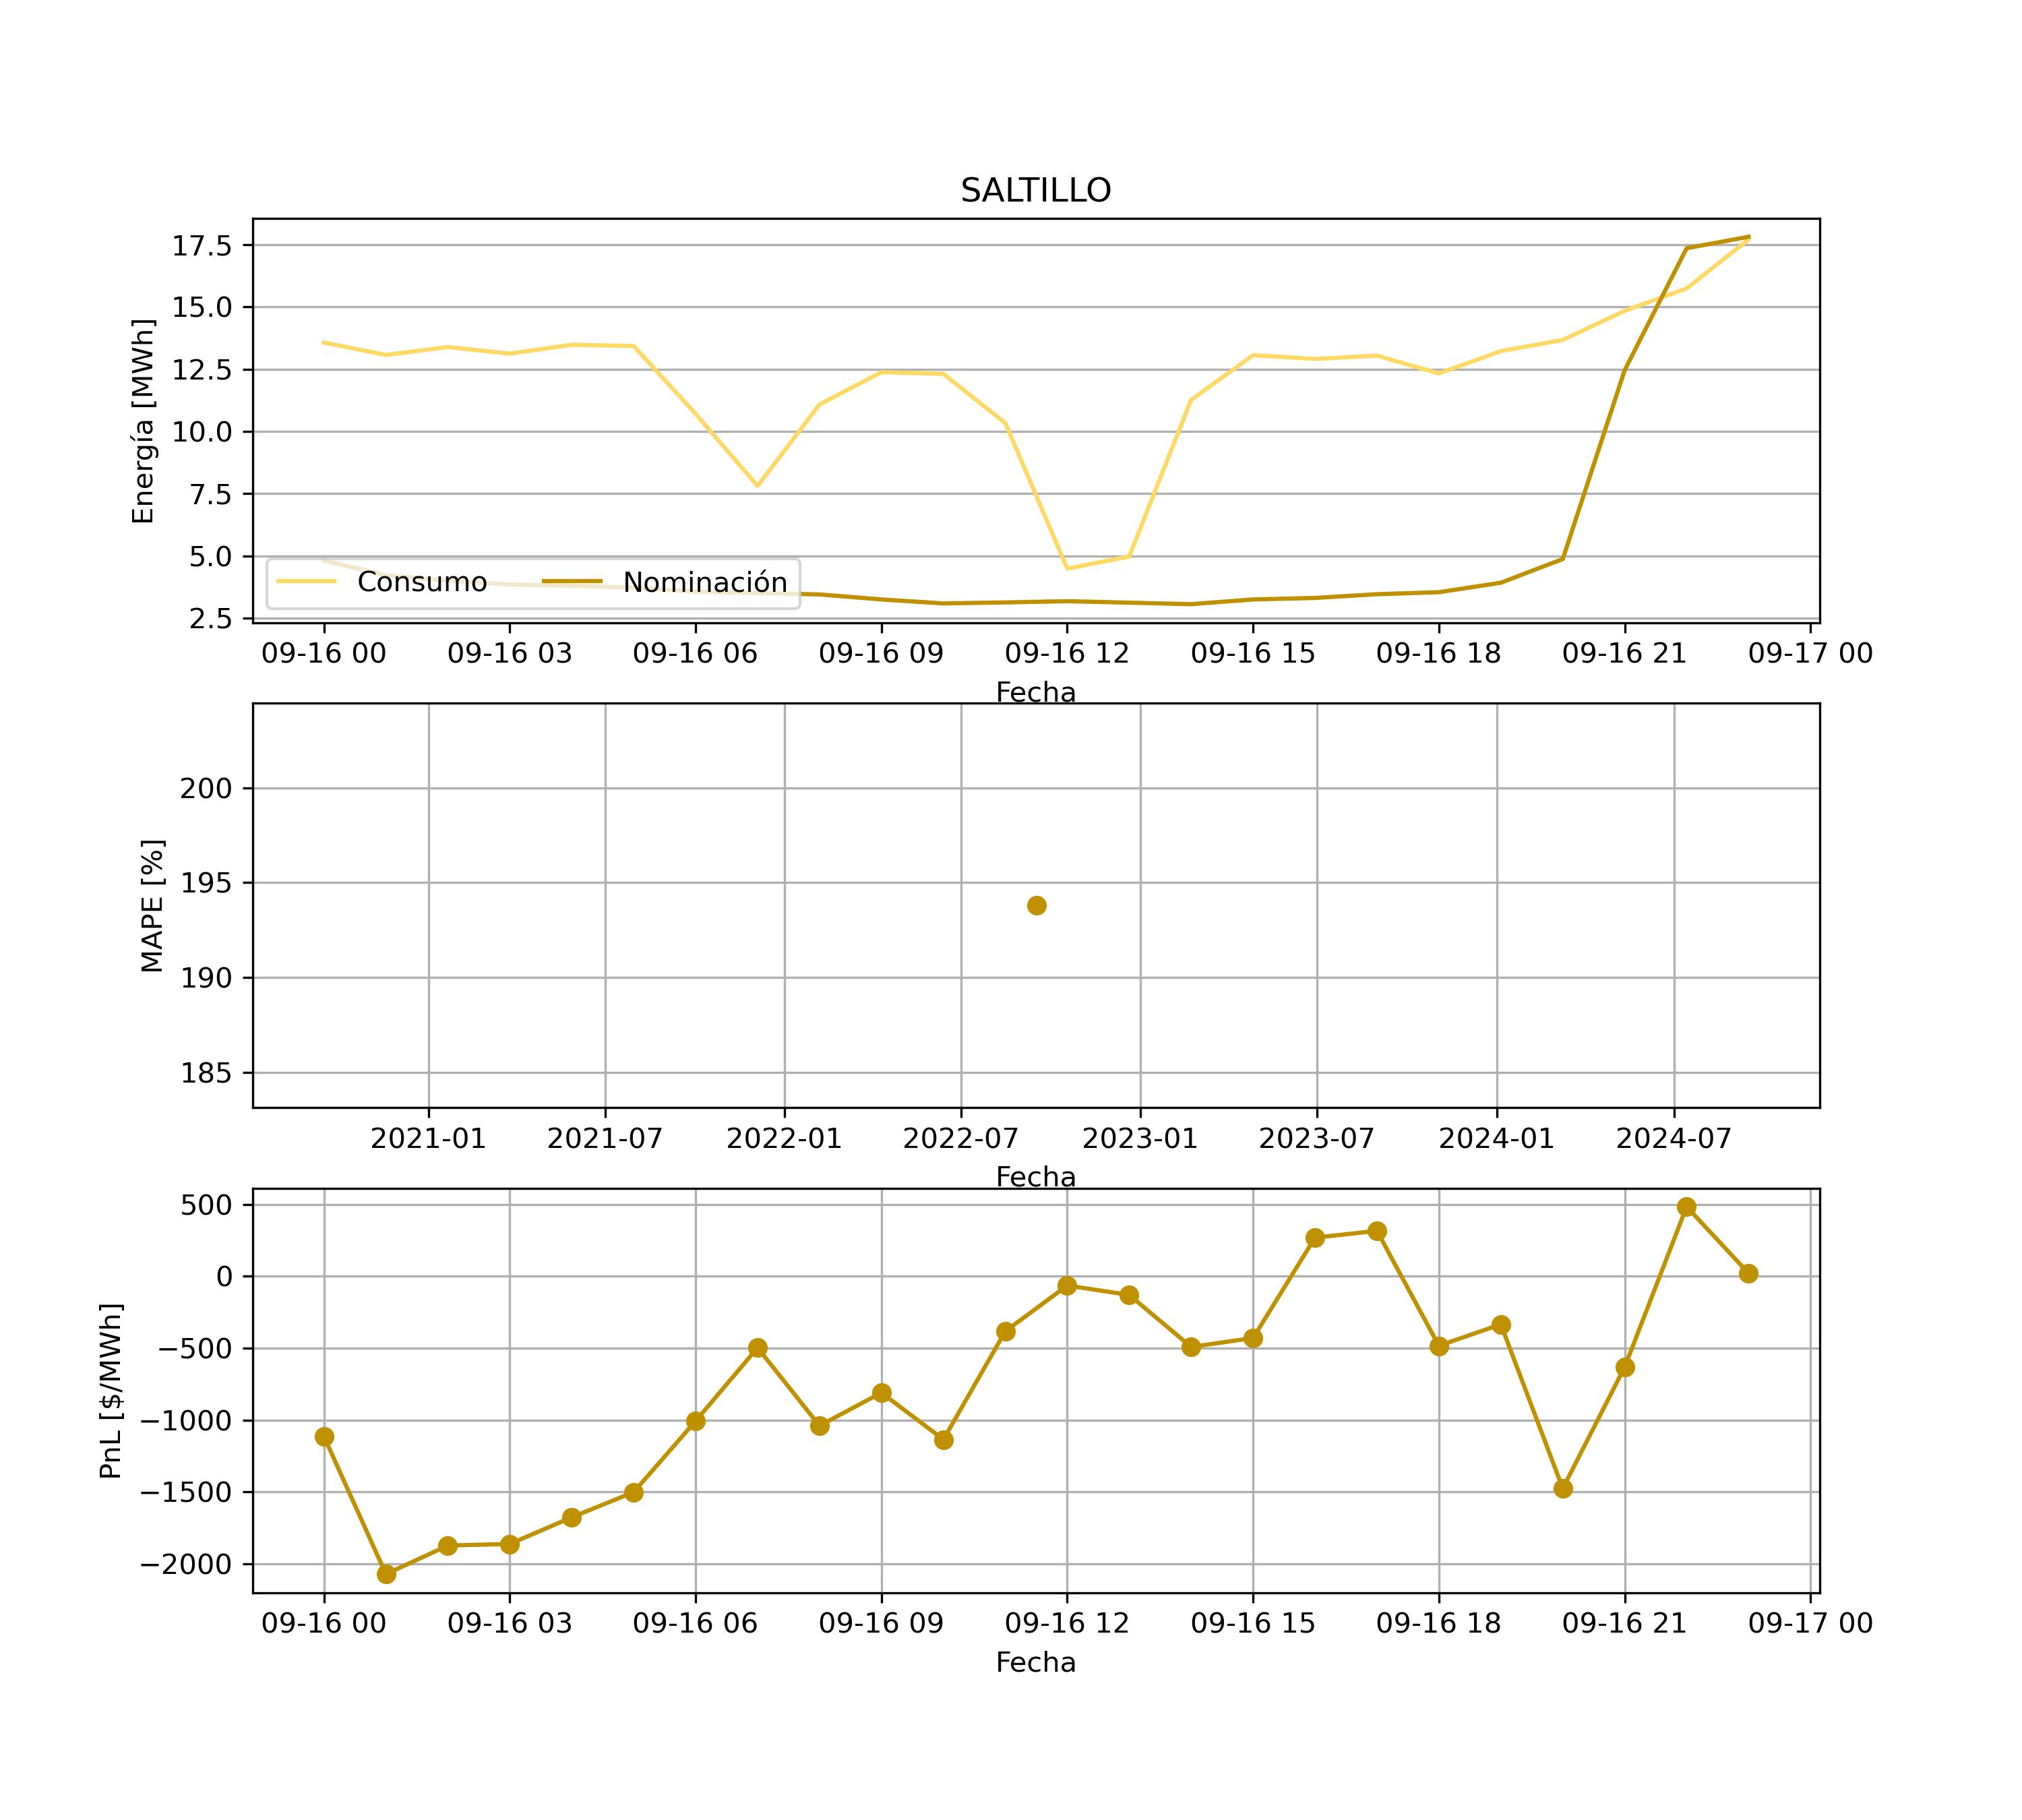 SALTILLO
Energía [MWh]
17.5
15.0
12.5
10.0
7.5
5.0
2.5
Consumo Nominación
09-16 00 09-16 03 09-16 06 09-16 09 09-16 12 09-16 15 09-16 18 09-16 21 09-17 00
Fecha
MAPE [%]
200
195
190
185
2021-01 2021-07 2022-01 2022-07 2023-01 2023-07 2024-01 2024-07
Fecha
PnL [$/MWh]
500
0
−500
−1000
−1500
−2000
09-16 00 09-16 03 09-16 06 09-16 09 09-16 12 09-16 15 09-16 18 09-16 21 09-17 00
Fecha